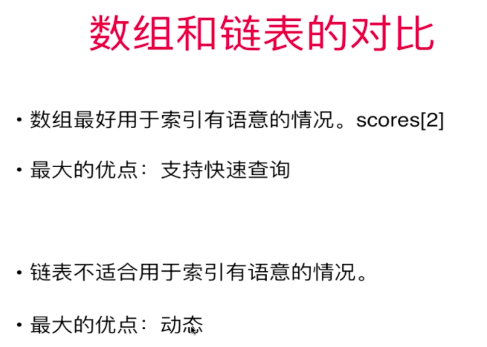 数组和链表的对比
• 数组最好用于索引有语意的情况。scores[2]
• 最大的优点：支持快速查询
• 链表不适合用于索引有语意的情况。
• 最大的优点：动态